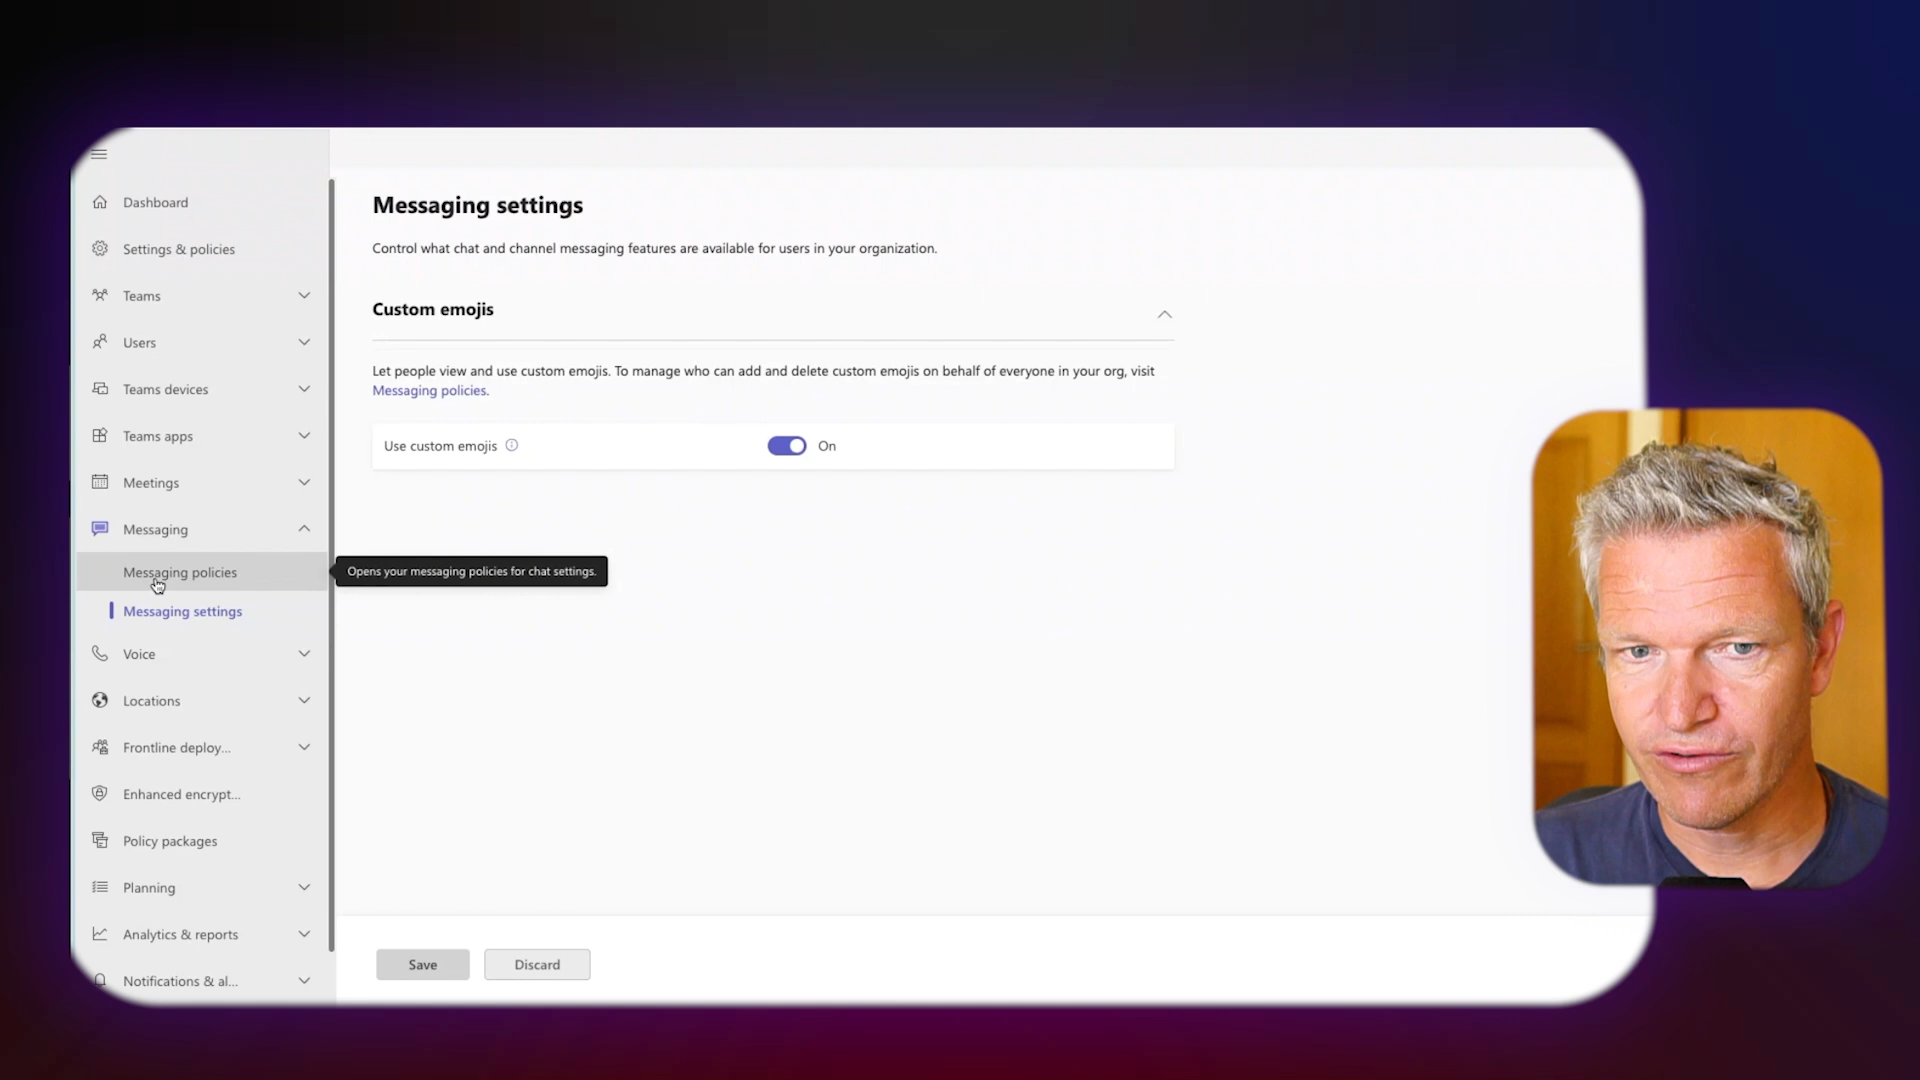 Dashboard
Settings & policies
Teams
Users
Teams devices
Teams apps
Meetings
Messaging
Messaging policies
Messaging settings
Voice
Locations
Frontline deploy...
Enhanced encrypt...
Policy packages
Planning
Analytics & reports
Notifications & al...
Messaging settings
Control what chat and channel messaging features are available for users in your organization.
Custom emojis
Let people view and use custom emojis. To manage who can add and delete custom emojis on behalf of everyone in your org, visit
Messaging policies.
Use custom emojis
On
Opens your messaging policies for chat settings.
Save
Discard